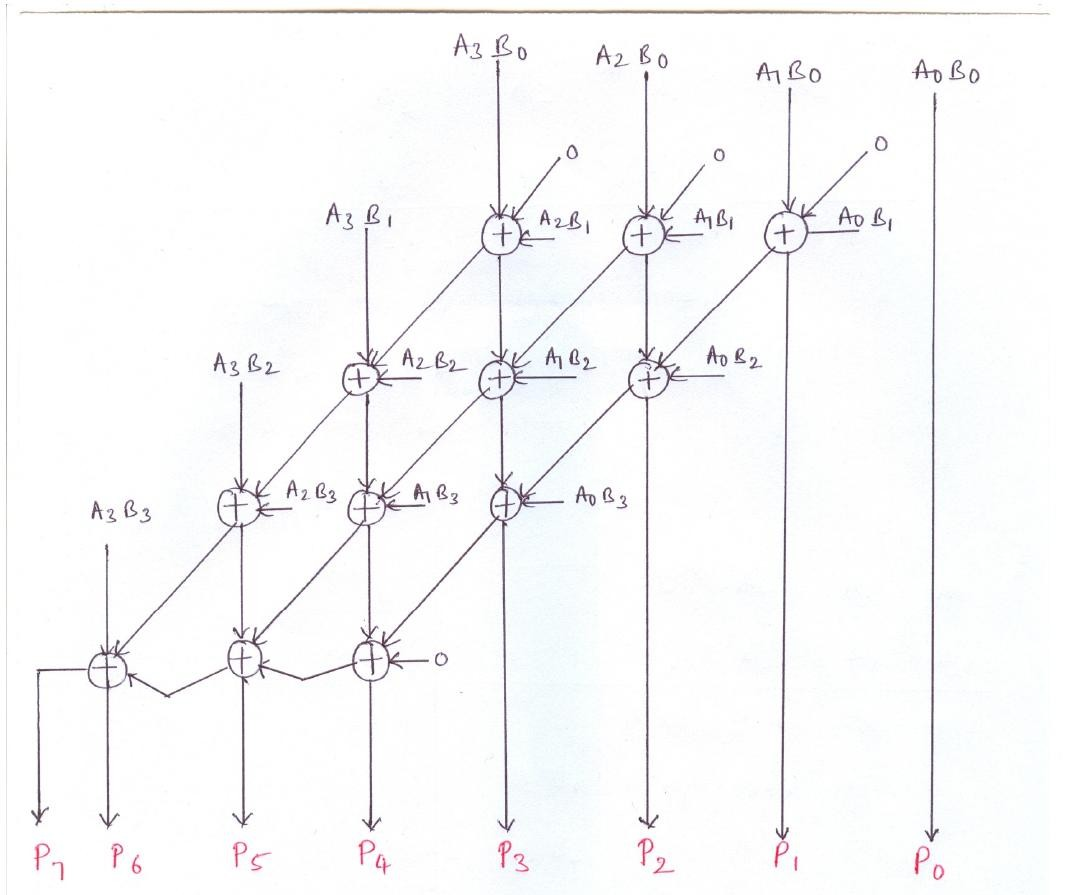 A3 B0 A2 B0 A1 B0 A0 B0
0 0 0
A3 B1 + A2 B1 + A1 B1 + A0 B1
A3 B2 + A2 B2 + A1 B2 + A0 B2
A3 B3 + A2 B3 + A1 B3 + A0 B3
+ + + 0
P7 P6 P5 P4 P3 P2 P1 P0